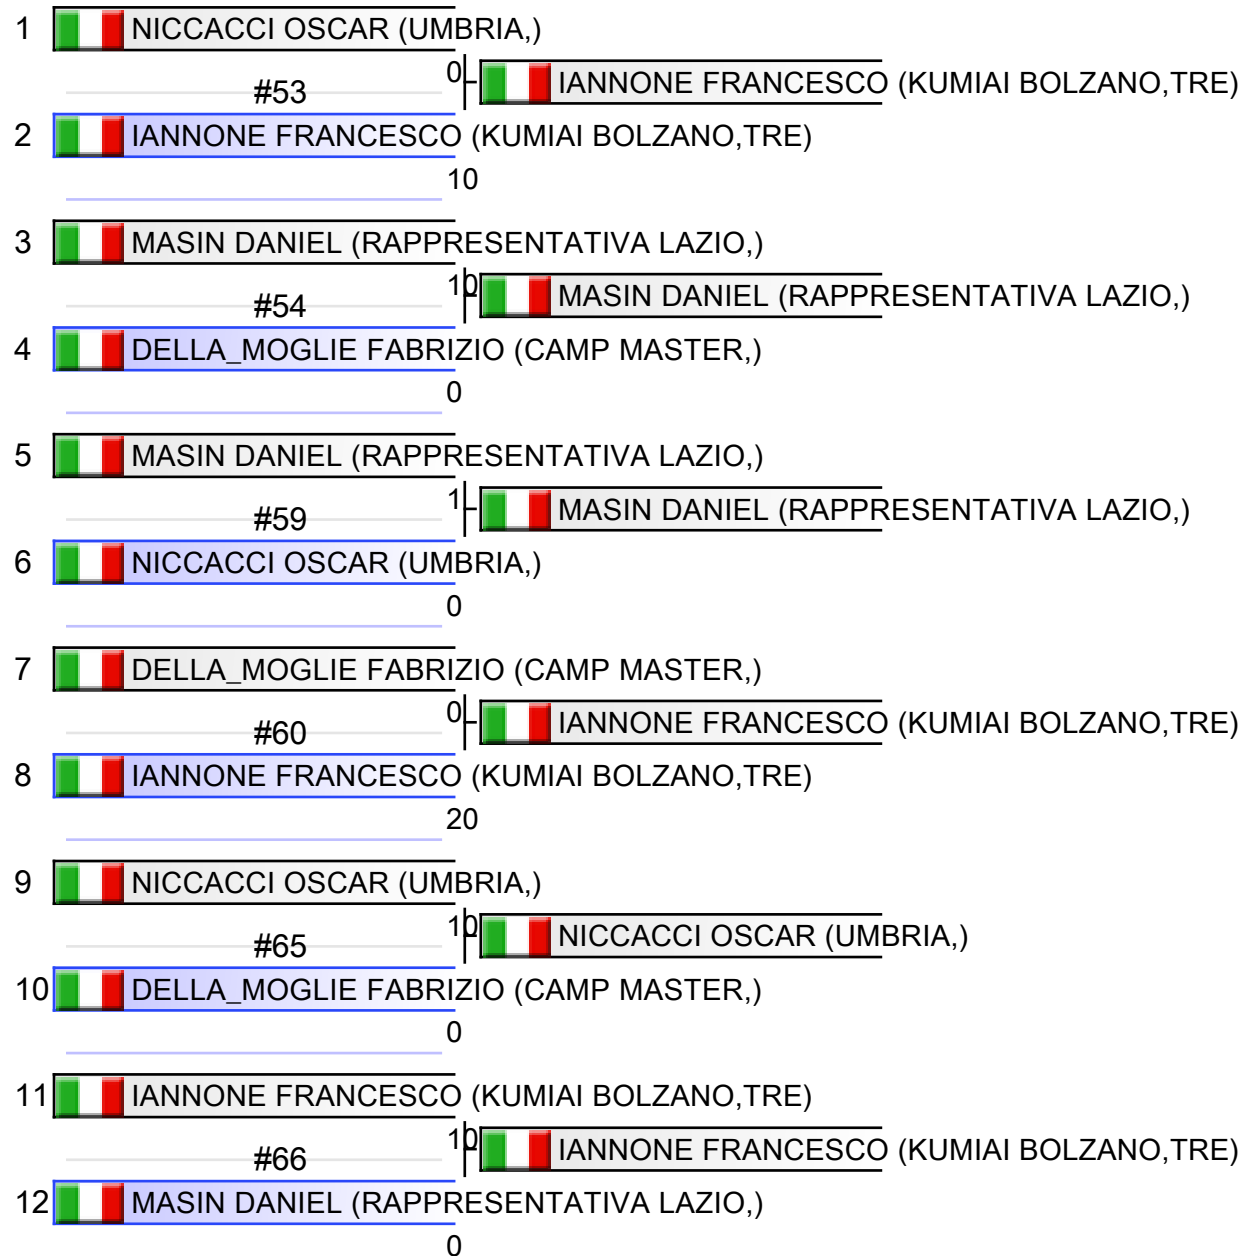 1 NICCACCI OSCAR (UMBRIA,)
0 IANNONE FRANCESCO (KUMIAI BOLZANO,TRE)
#53
2 IANNONE FRANCESCO (KUMIAI BOLZANO,TRE)
10
3 MASIN DANIEL (RAPPRESENTATIVA LAZIO,)
10 MASIN DANIEL (RAPPRESENTATIVA LAZIO,)
#54
4 DELLA_MOGLIE FABRIZIO (CAMP MASTER,)
0
5 MASIN DANIEL (RAPPRESENTATIVA LAZIO,)
1 MASIN DANIEL (RAPPRESENTATIVA LAZIO,)
#59
6 NICCACCI OSCAR (UMBRIA,)
0
7 DELLA_MOGLIE FABRIZIO (CAMP MASTER,)
0 IANNONE FRANCESCO (KUMIAI BOLZANO,TRE)
#60
8 IANNONE FRANCESCO (KUMIAI BOLZANO,TRE)
20
9 NICCACCI OSCAR (UMBRIA,)
10 NICCACCI OSCAR (UMBRIA,)
#65
10 DELLA_MOGLIE FABRIZIO (CAMP MASTER,)
0
11 IANNONE FRANCESCO (KUMIAI BOLZANO,TRE)
10 IANNONE FRANCESCO (KUMIAI BOLZANO,TRE)
#66
12 MASIN DANIEL (RAPPRESENTATIVA LAZIO,)
0